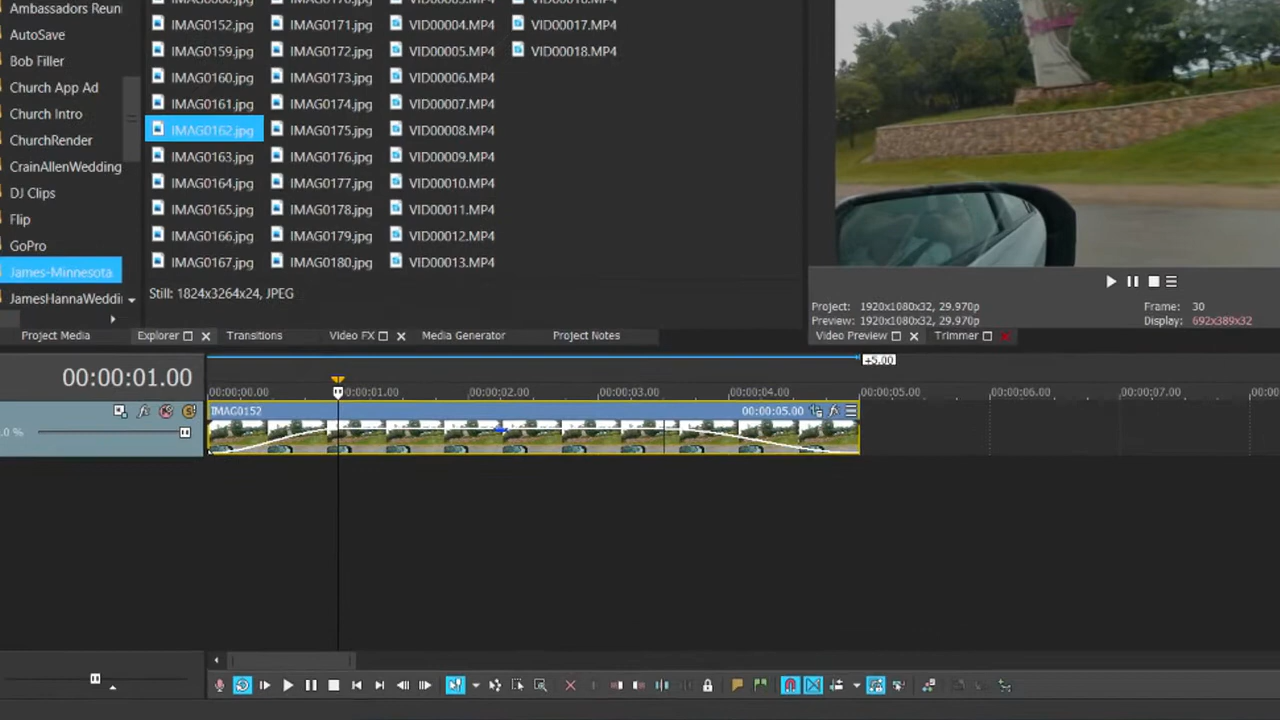 Ambassadors Reuni
AutoSave
Bob Filler
Church App Ad
Church Intro
ChurchRender
CrainAllenWedding
DJ Clips
Flip
GoPro
James-Minnesota
JamesHannaWeddi
IMAG0152.jpg
IMAG0159.jpg
IMAG0160.jpg
IMAG0161.jpg
IMAG0162.jpg
IMAG0163.jpg
IMAG0164.jpg
IMAG0165.jpg
IMAG0166.jpg
IMAG0167.jpg
IMAG0171.jpg
IMAG0172.jpg
IMAG0173.jpg
IMAG0174.jpg
IMAG0175.jpg
IMAG0176.jpg
IMAG0177.jpg
IMAG0178.jpg
IMAG0179.jpg
IMAG0180.jpg
VID00004.MP4
VID00005.MP4
VID00006.MP4
VID00007.MP4
VID00008.MP4
VID00009.MP4
VID00010.MP4
VID00011.MP4
VID00012.MP4
VID00013.MP4
VID00017.MP4
VID00018.MP4
Still: 1824x3264x24, JPEG
Project Media
Explorer
Transitions
Video FX
Media Generator
Project Notes
Project: 1920x1080x32, 29.970p
Preview: 1920x1080x32, 29.970p
Frame: 30
Display: 692x389x32
Video Preview
Trimmer
+5.00
00:00:01.00
00:00:00.00
00:00:01.00
00:00:02.00
00:00:03.00
00:00:04.00
00:00:05.00
00:00:06.00
00:00:07.00
00:00
.0 %
IMAG0152
00:00:05.00